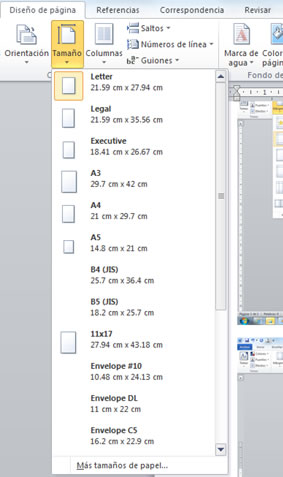 Diseño de página
Referencias
Correspondencia
Revisar
Orientación
Tamaño
Columnas
Saltos
Números de línea
Guiones
Marca de agua
Color
página
Fondo de
Letter
21.59 cm x 27.94 cm
Legal
21.59 cm x 35.56 cm
Executive
18.41 cm x 26.67 cm
A3
29.7 cm x 42 cm
A4
21 cm x 29.7 cm
A5
14.8 cm x 21 cm
B4 (JIS)
25.7 cm x 36.4 cm
B5 (JIS)
18.2 cm x 25.7 cm
11x17
27.94 cm x 43.18 cm
Envelope #10
10.48 cm x 24.13 cm
Envelope DL
11 cm x 22 cm
Envelope C5
16.2 cm x 22.9 cm
Más tamaños de papel...